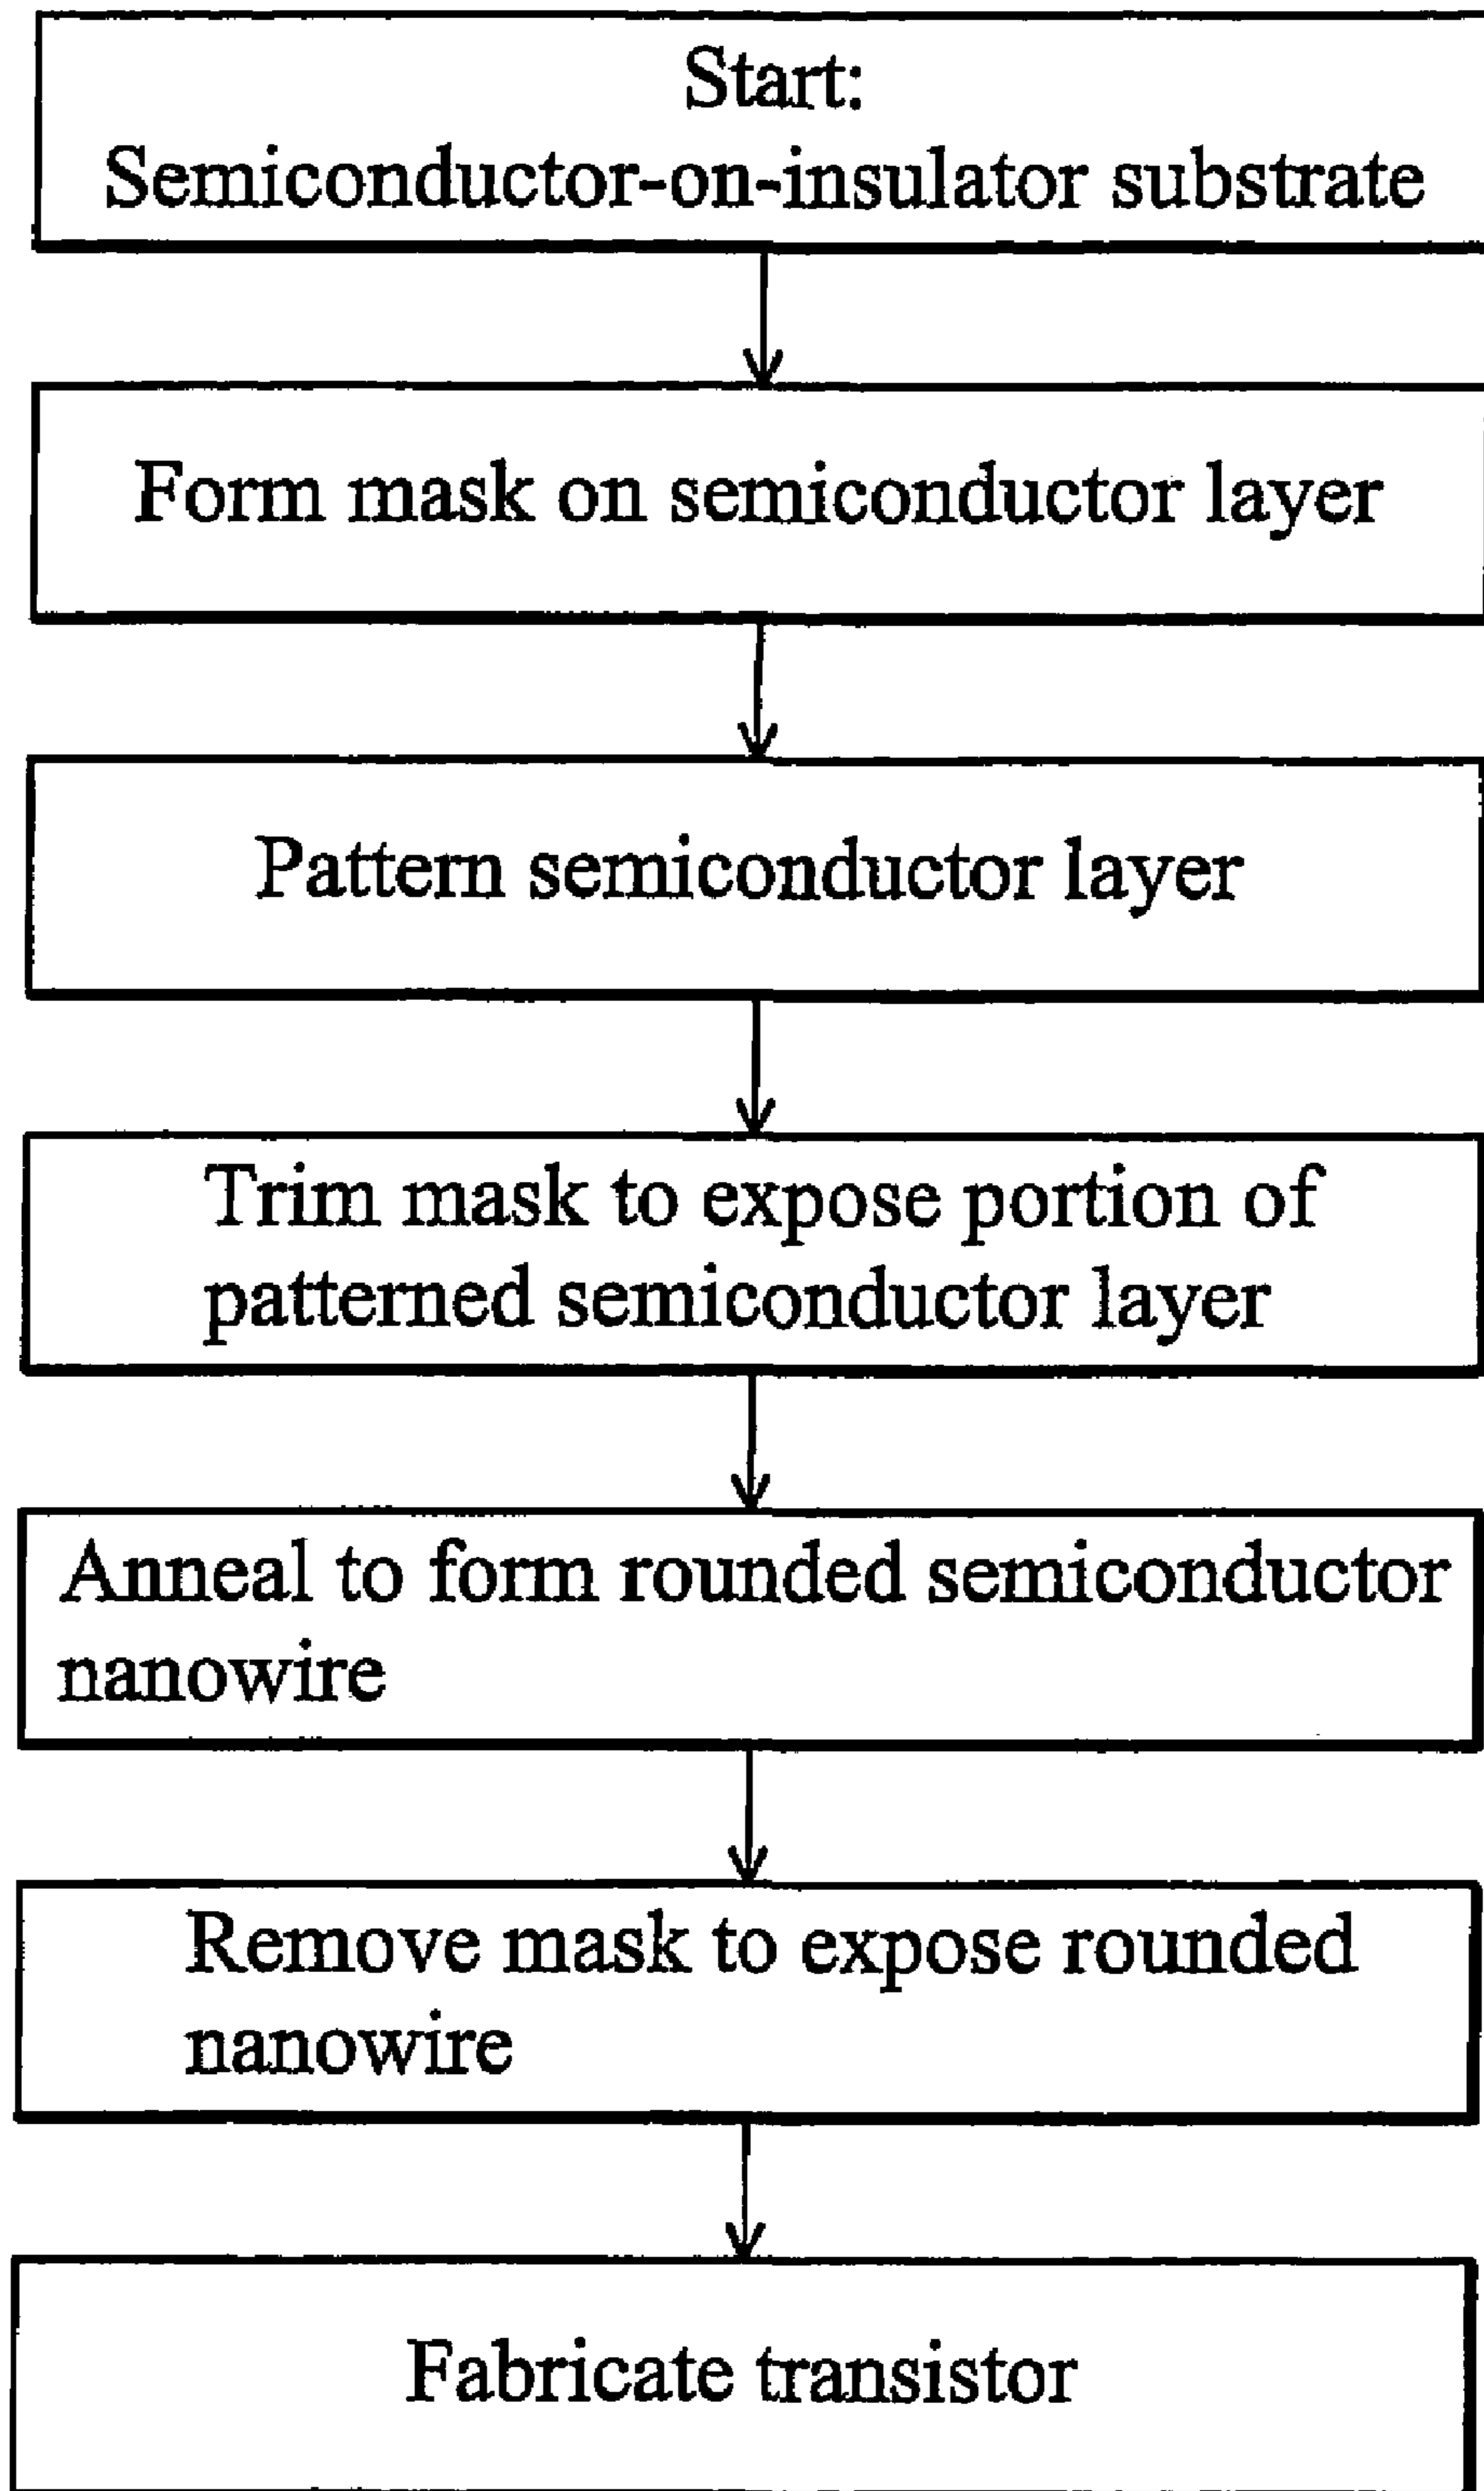 Start:
Semiconductor-on-insulator substrate
Form mask on semiconductor layer
Pattern semiconductor layer
Trim mask to expose portion of
patterned semiconductor layer
Anneal to form rounded semiconductor
nanowire
Remove mask to expose rounded
nanowire
Fabricate transistor